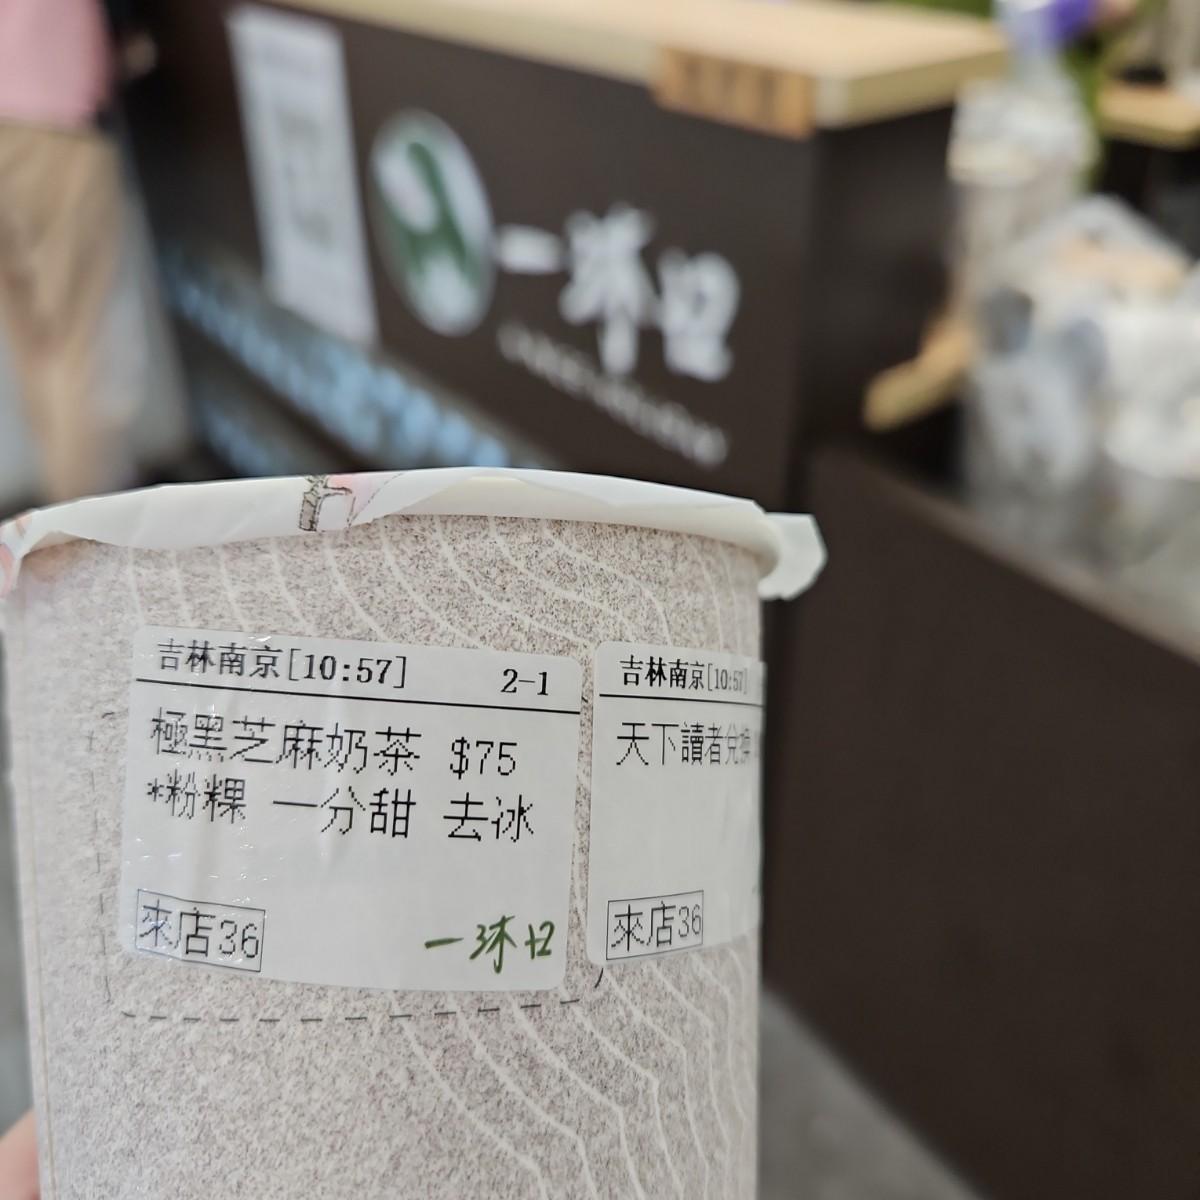 一沐日
吉林南京[10:57] 2-1
極黑芝麻奶茶 $75
*粉粿 一分甜 去冰
來店36
一沐日
吉林南京[10:57]
天下讀者兌換
來店36